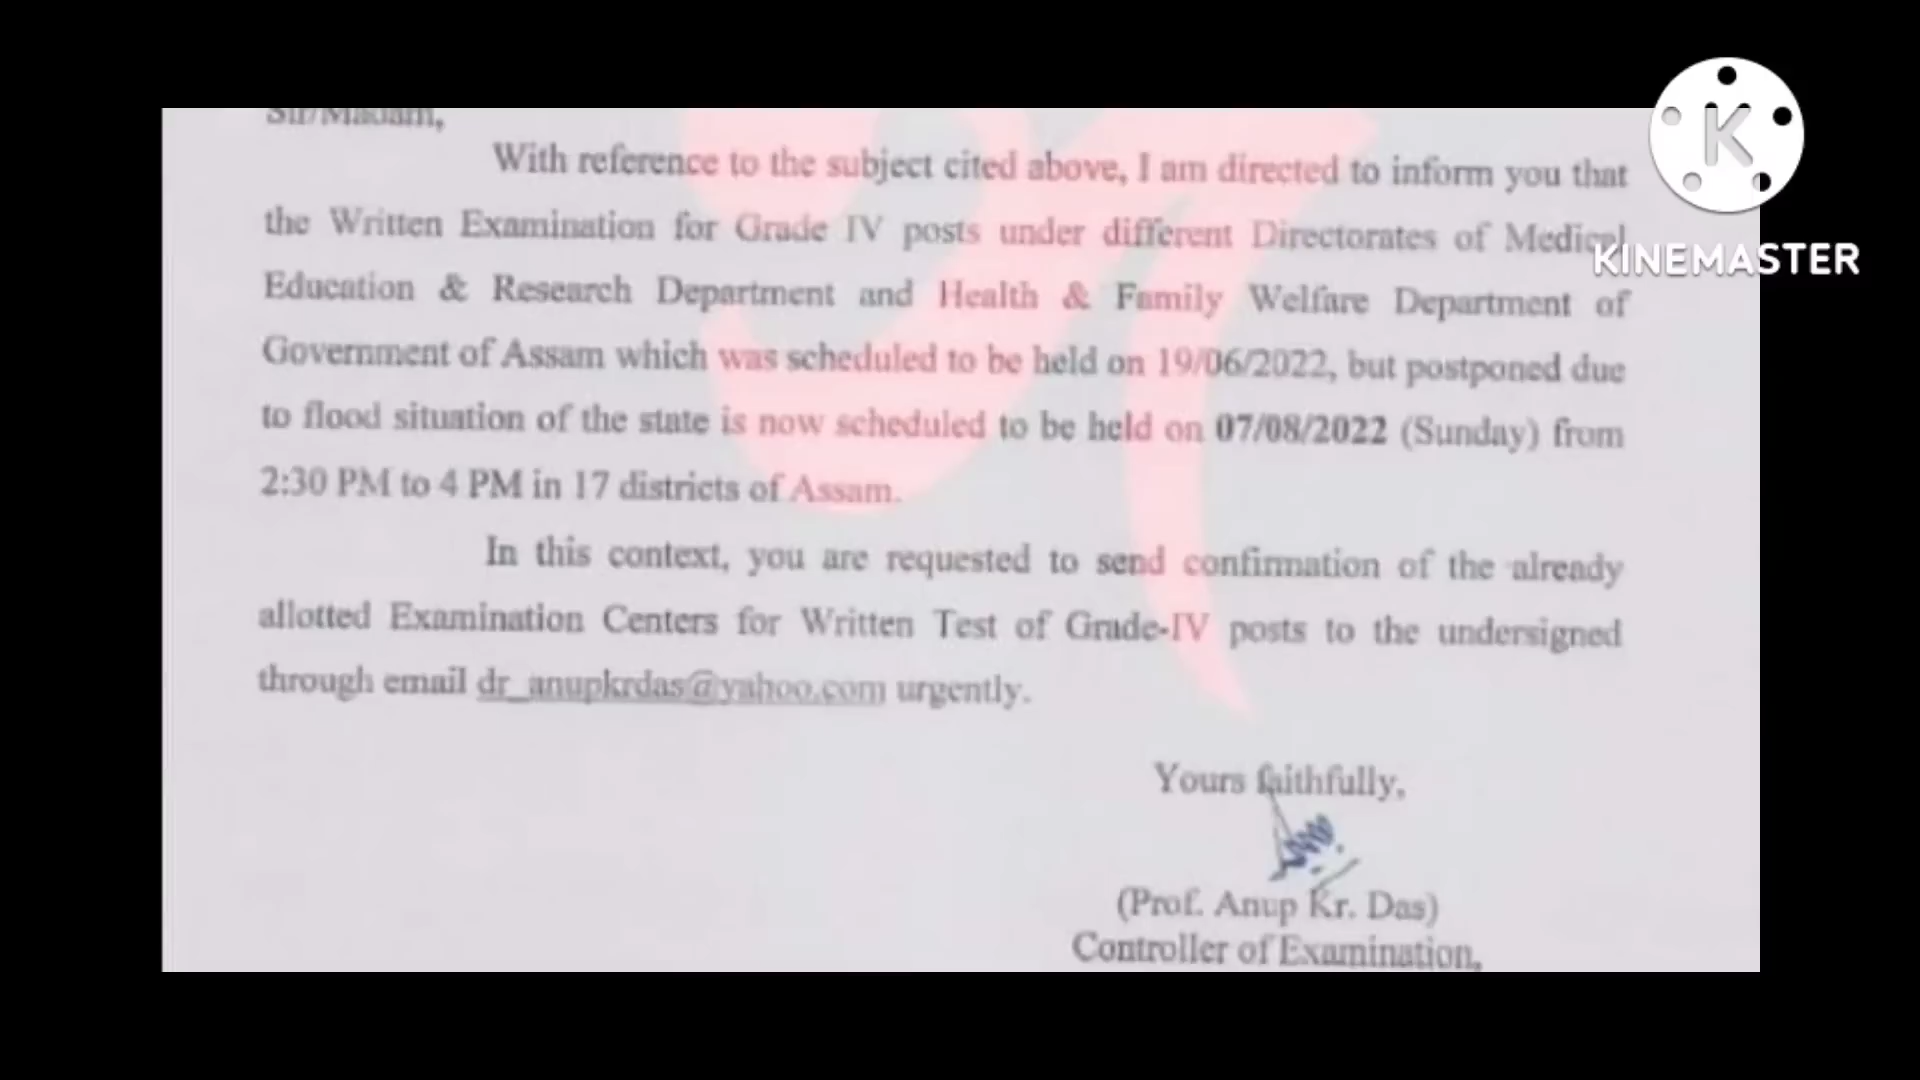 Sir/Madam,
With reference to the subject cited above, I am directed to inform you that
the Written Examination for Grade IV posts under different Directorates of Medical
Education & Research Department and Health & Family Welfare Department of
Government of Assam which was scheduled to be held on 19/06/2022, but postponed due
to flood situation of the state is now scheduled to be held on 07/08/2022 (Sunday) from
2:30 PM to 4 PM in 17 districts of Assam.
In this context, you are requested to send confirmation of the already
allotted Examination Centers for Written Test of Grade-IV posts to the undersigned
through email dr_anupkrdas@yahoo.com urgently.
Yours faithfully,
(Prof. Anup Kr. Das)
Controller of Examination,
K
KINEMASTER